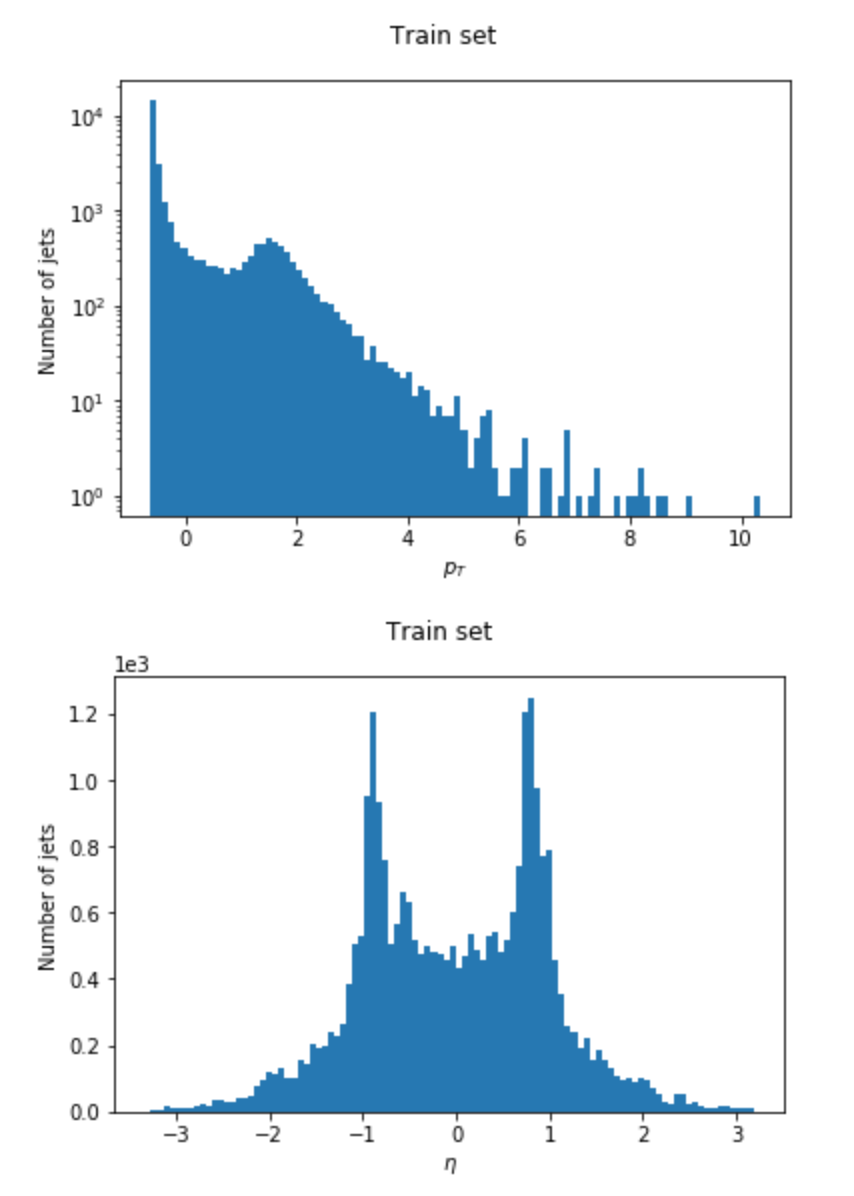 Train set
Number of jets
10⁴
10³
10²
10¹
10⁰
0 2 4 6 8 10
p_T
Train set
1e3
Number of jets
1.2
1.0
0.8
0.6
0.4
0.2
0.0
−3 −2 −1 0 1 2 3
η